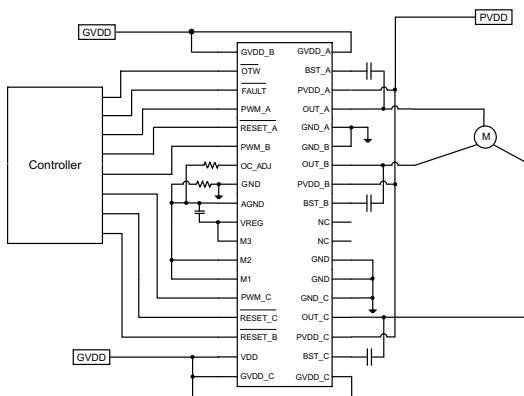 GVDD
PVDD
GVDD_B
GVDD_A
OTW
BST_A
FAULT
PVDD_A
PWM_A
OUT_A
RESET_A
GND_A
PWM_B
GND_B
OC_ADJ
OUT_B
GND
PVDD_B
AGND
BST_B
VREG
NC
M3
NC
M2
GND
M1
GND
PWM_C
GND_C
RESET_C
OUT_C
RESET_B
PVDD_C
VDD
BST_C
GVDD_C
GVDD_C
Controller
M
GVDD